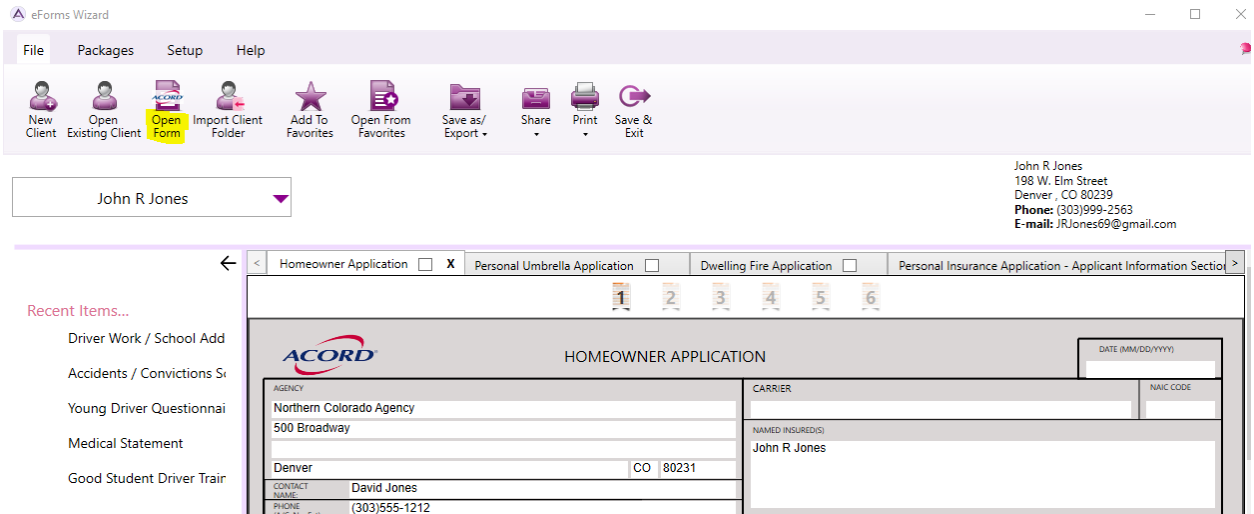 eForms Wizard
File Packages Setup Help
ACORD
New Client
Open Existing Client
Open Form
Import Client Folder
Add To Favorites
Open From Favorites
Save as/ Export
Share
Print
Save & Exit
John R Jones
198 W. Elm Street
Denver , CO 80239
Phone: (303)999-2563
E-mail: JRJones69@gmail.com
John R Jones
< Homeowner Application X Personal Umbrella Application Dwelling Fire Application Personal Insurance Application - Applicant Information Section >
1 2 3 4 5 6
Recent Items...
Driver Work / School Add
Accidents / Convictions Sc
Young Driver Questionnai
Medical Statement
Good Student Driver Train
ACORD
HOMEOWNER APPLICATION
DATE (MM/DD/YYYY)
AGENCY
Northern Colorado Agency
500 Broadway
Denver CO 80231
CONTACT NAME:
David Jones
PHONE
(303)555-1212
CARRIER
NAIC CODE
NAMED INSURED(S)
John R Jones